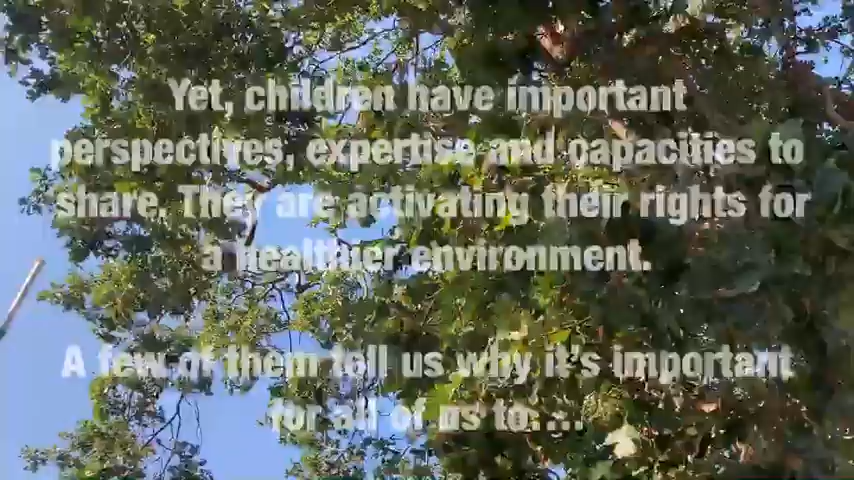 Yet, children have important
perspectives, expertise and capacities to
share. They are activating their rights for
a healthier environment.
A few of them tell us why it's important
for all of us to....